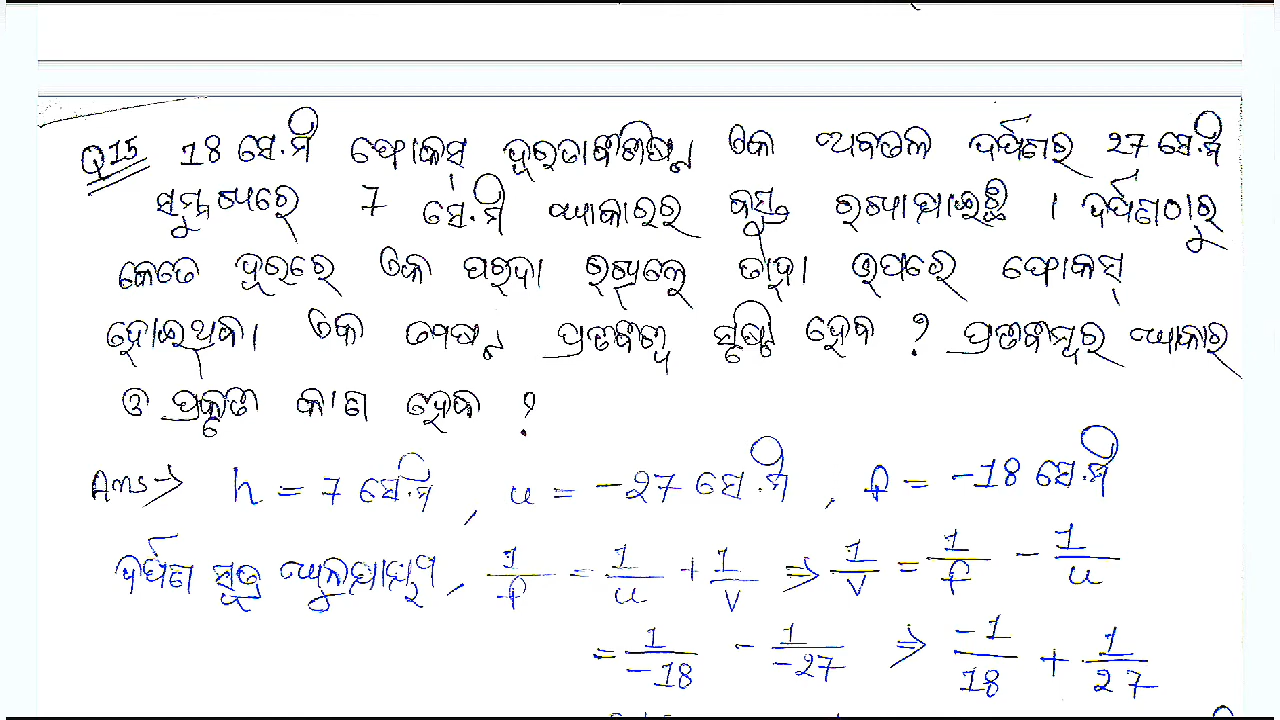 Q15 18 ସେ.ମି ଫୋକସ୍ ଦୂରତାବିଶିଷ୍ଟ ଏକ ଅବତଳ ଦର୍ପଣର 27 ସେ.ମି
ସମ୍ମୁଖରେ 7 ସେ.ମି ଆକାରର ବସ୍ତୁ ରଖାଯାଇଛି । ଦର୍ପଣଠାରୁ
କେତେ ଦୂରରେ ଏକ ପରଦା ରଖିଲେ ତାହା ଉପରେ ଫୋକସ୍
ହୋଇଥିବା ଏକ ସ୍ପଷ୍ଟ ପ୍ରତିବିମ୍ବ ସୃଷ୍ଟି ହେବ ? ପ୍ରତିବିମ୍ବର ଆକାର
ଓ ପ୍ରକୃତି କା'ଣ ହେବ ?
Ans → h = 7 ସେ.ମି , u = -27 ସେ.ମି , f = -18 ସେ.ମି
ଦର୍ପଣ ସୂତ୍ର ଅନୁଯାୟୀ , 1/f = 1/u + 1/v ⇒ 1/v = 1/f - 1/u
= 1/-18 - 1/-27 ⇒ -1/18 + 1/27